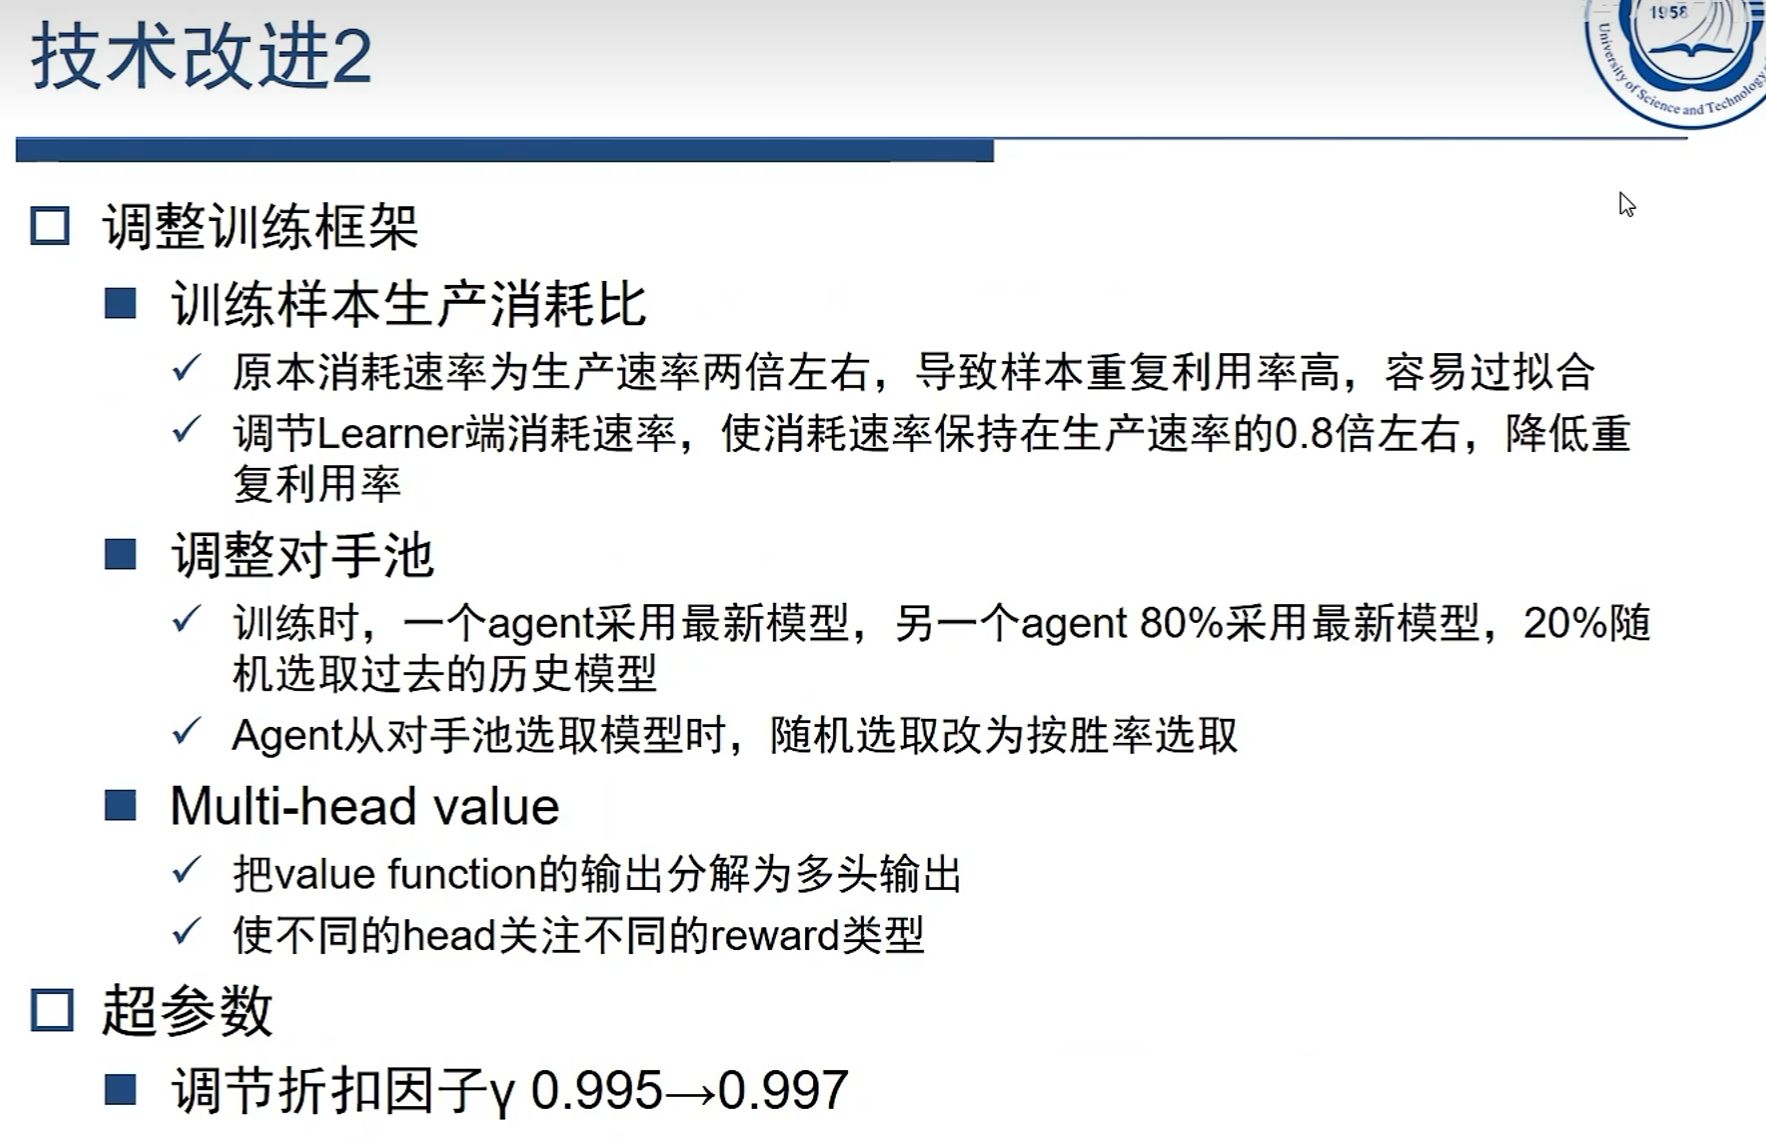 技术改进2
1958
University of Science and Technology
调整训练框架
训练样本生产消耗比
原本消耗速率为生产速率两倍左右，导致样本重复利用率高，容易过拟合
调节Learner端消耗速率，使消耗速率保持在生产速率的0.8倍左右，降低重
复利用率
调整对手池
训练时，一个agent采用最新模型，另一个agent 80%采用最新模型，20%随
机选取过去的历史模型
Agent从对手池选取模型时，随机选取改为按胜率选取
Multi-head value
把value function的输出分解为多头输出
使不同的head关注不同的reward类型
超参数
调节折扣因子γ 0.995→0.997